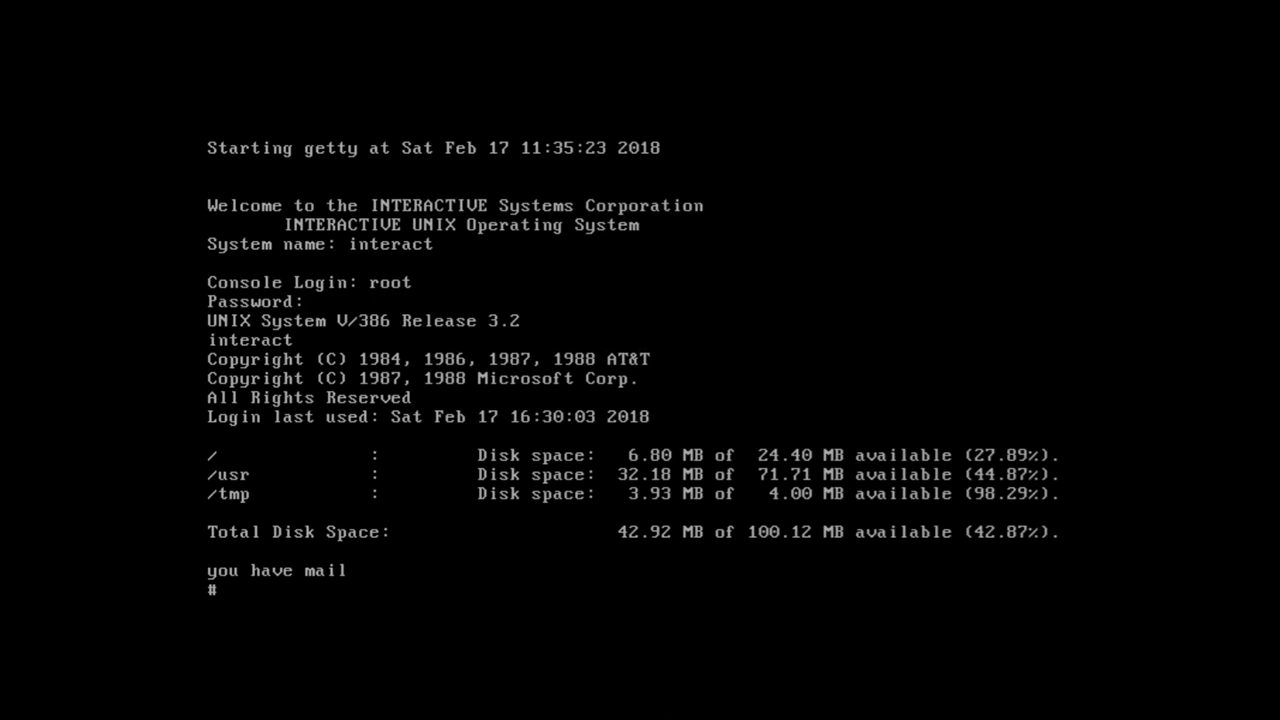 Starting getty at Sat Feb 17 11:35:23 2018
Welcome to the INTERACTIVE Systems Corporation
INTERACTIVE UNIX Operating System
System name: interact
Console Login: root
Password:
UNIX System V/386 Release 3.2
interact
Copyright (C) 1984, 1986, 1987, 1988 AT&T
Copyright (C) 1987, 1988 Microsoft Corp.
All Rights Reserved
Login last used: Sat Feb 17 16:30:03 2018
/ : Disk space: 6.80 MB of 24.40 MB available (27.89%).
/usr : Disk space: 32.18 MB of 71.71 MB available (44.87%).
/tmp : Disk space: 3.93 MB of 4.00 MB available (98.29%).
Total Disk Space: 42.92 MB of 100.12 MB available (42.87%).
you have mail
#